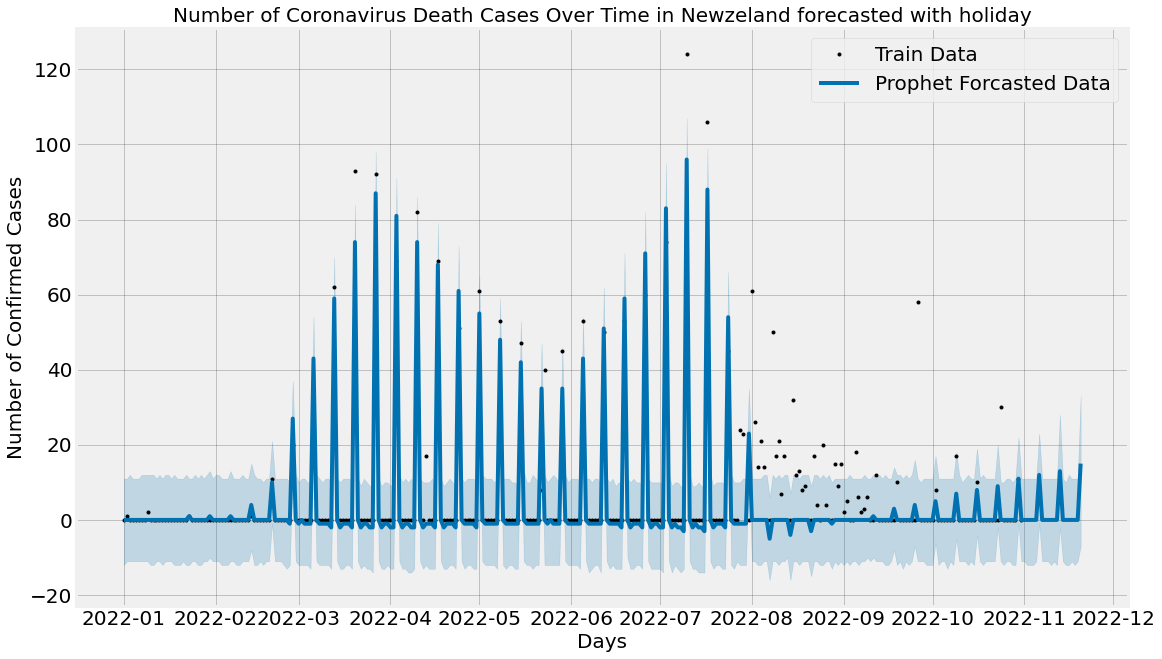 Number of Coronavirus Death Cases Over Time in Newzeland forecasted with holiday
Train Data
Prophet Forcasted Data
Number of Confirmed Cases
120
100
80
60
40
20
0
−20
2022-01 2022-02 2022-03 2022-04 2022-05 2022-06 2022-07 2022-08 2022-09 2022-10 2022-11 2022-12
Days